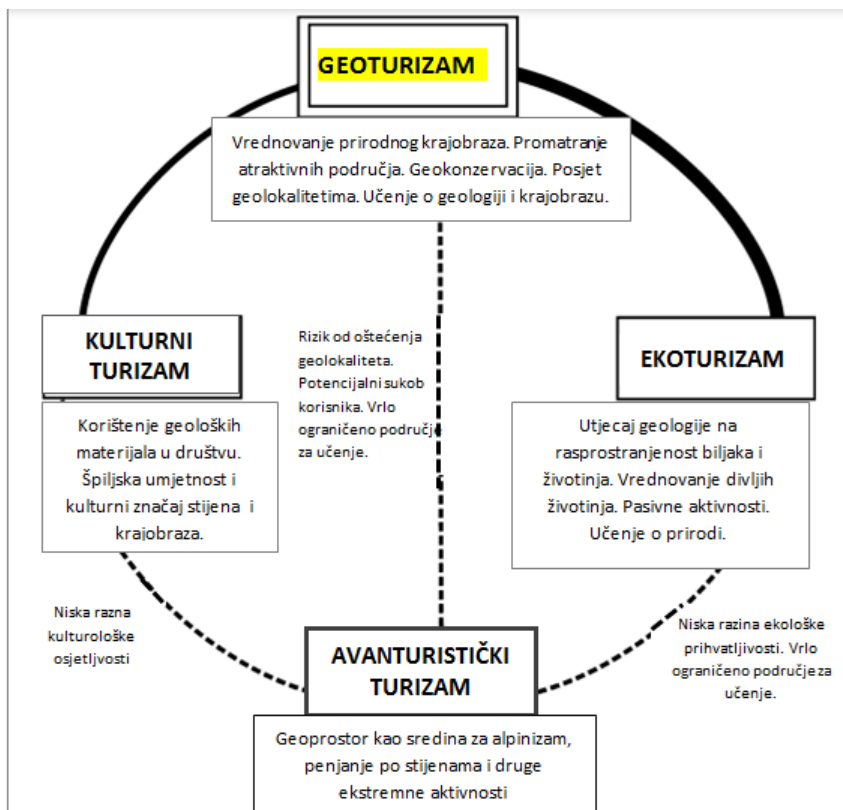 GEOTURIZAM
Vrednovanje prirodnog krajobraza. Promatranje
atraktivnih područja. Geokonzervacija. Posjet
geolokalitetima. Učenje o geologiji i krajobrazu.
KULTURNI
TURIZAM
Korištenje geoloških
materijala u društvu.
Špiljska umjetnost i
kulturni značaj stijena i
krajobraza.
Rizik od oštećenja
geolokaliteta.
Potencijalni sukob
korisnika. Vrlo
ograničeno područje
za učenje.
EKOTURIZAM
Utjecaj geologije na
rasprostranjenost biljaka i
životinja. Vrednovanje divljih
životinja. Pasivne aktivnosti.
Učenje o prirodi.
Niska razna
kulturološke
osjetljivosti
Niska razina ekološke
prihvatljivosti. Vrlo
ograničeno područje za
učenje.
AVANTURISTIČKI
TURIZAM
Geoprostor kao sredina za alpinizam,
penjanje po stijenama i druge
ekstremne aktivnosti